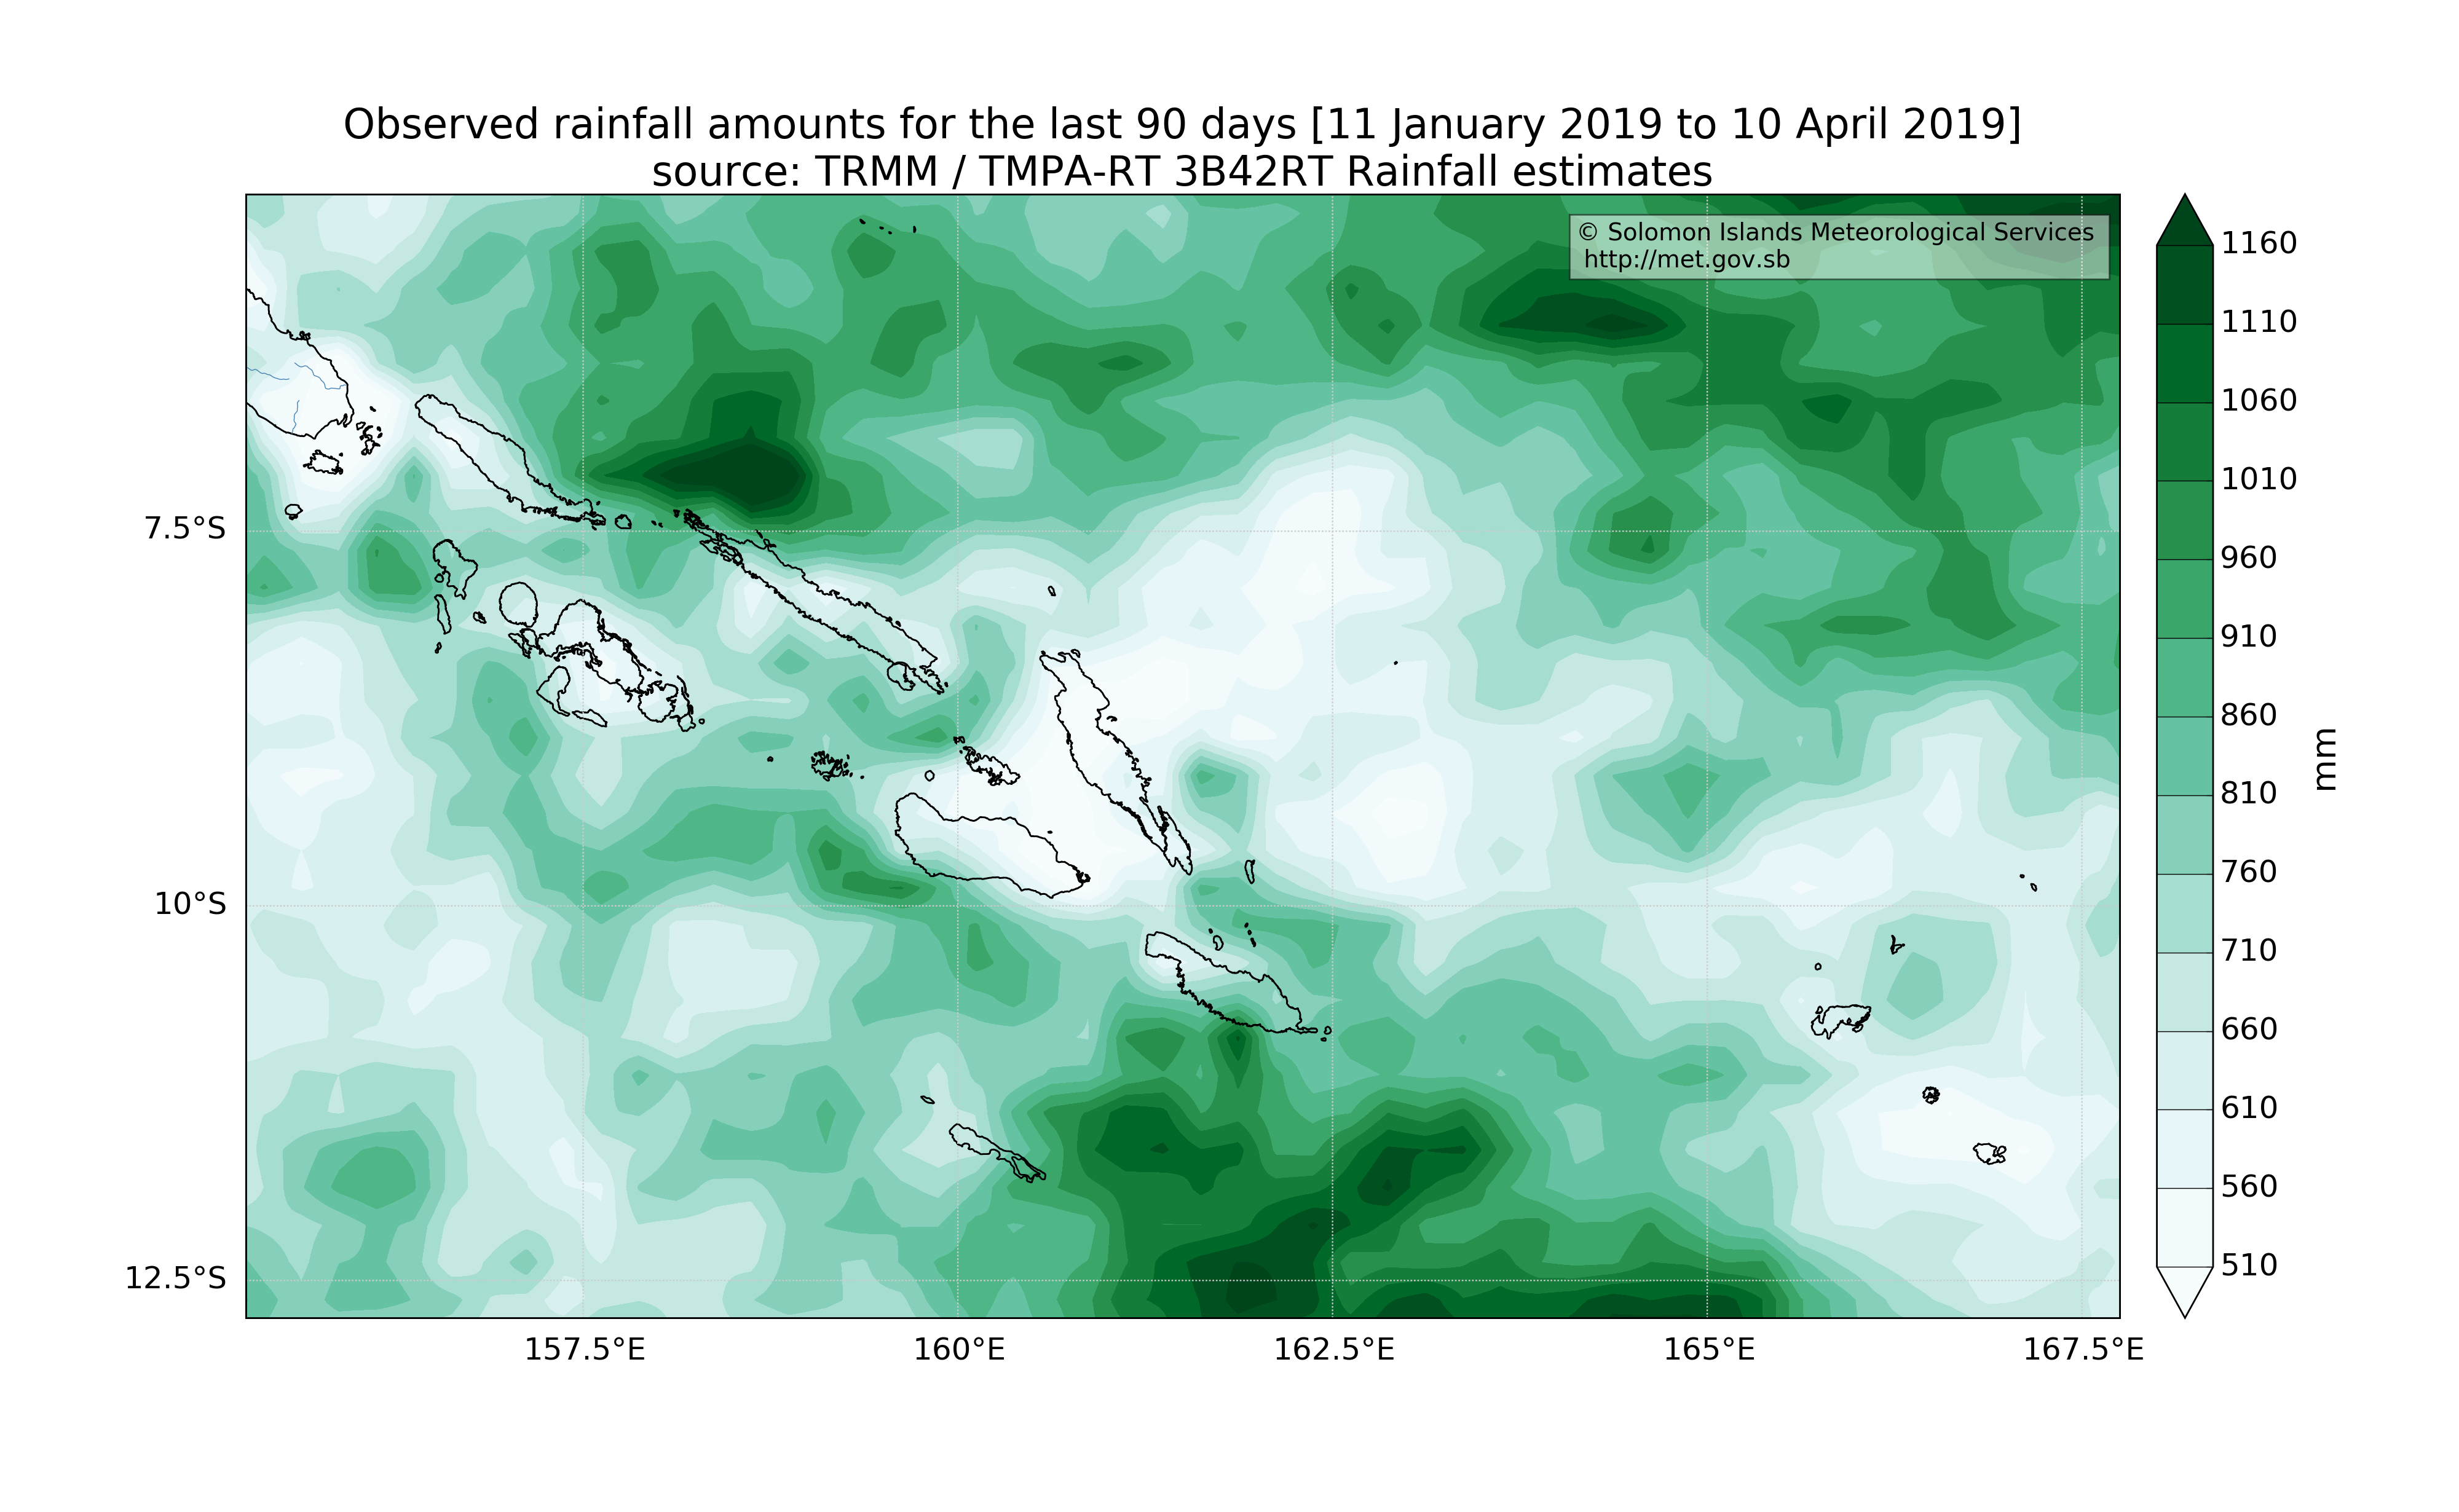 Observed rainfall amounts for the last 90 days [11 January 2019 to 10 April 2019]
source: TRMM / TMPA-RT 3B42RT Rainfall estimates
© Solomon Islands Meteorological Services
http://met.gov.sb
7.5°S
10°S
12.5°S
157.5°E
160°E
162.5°E
165°E
167.5°E
1160
1110
1060
1010
960
910
860
810
760
710
660
610
560
510
mm